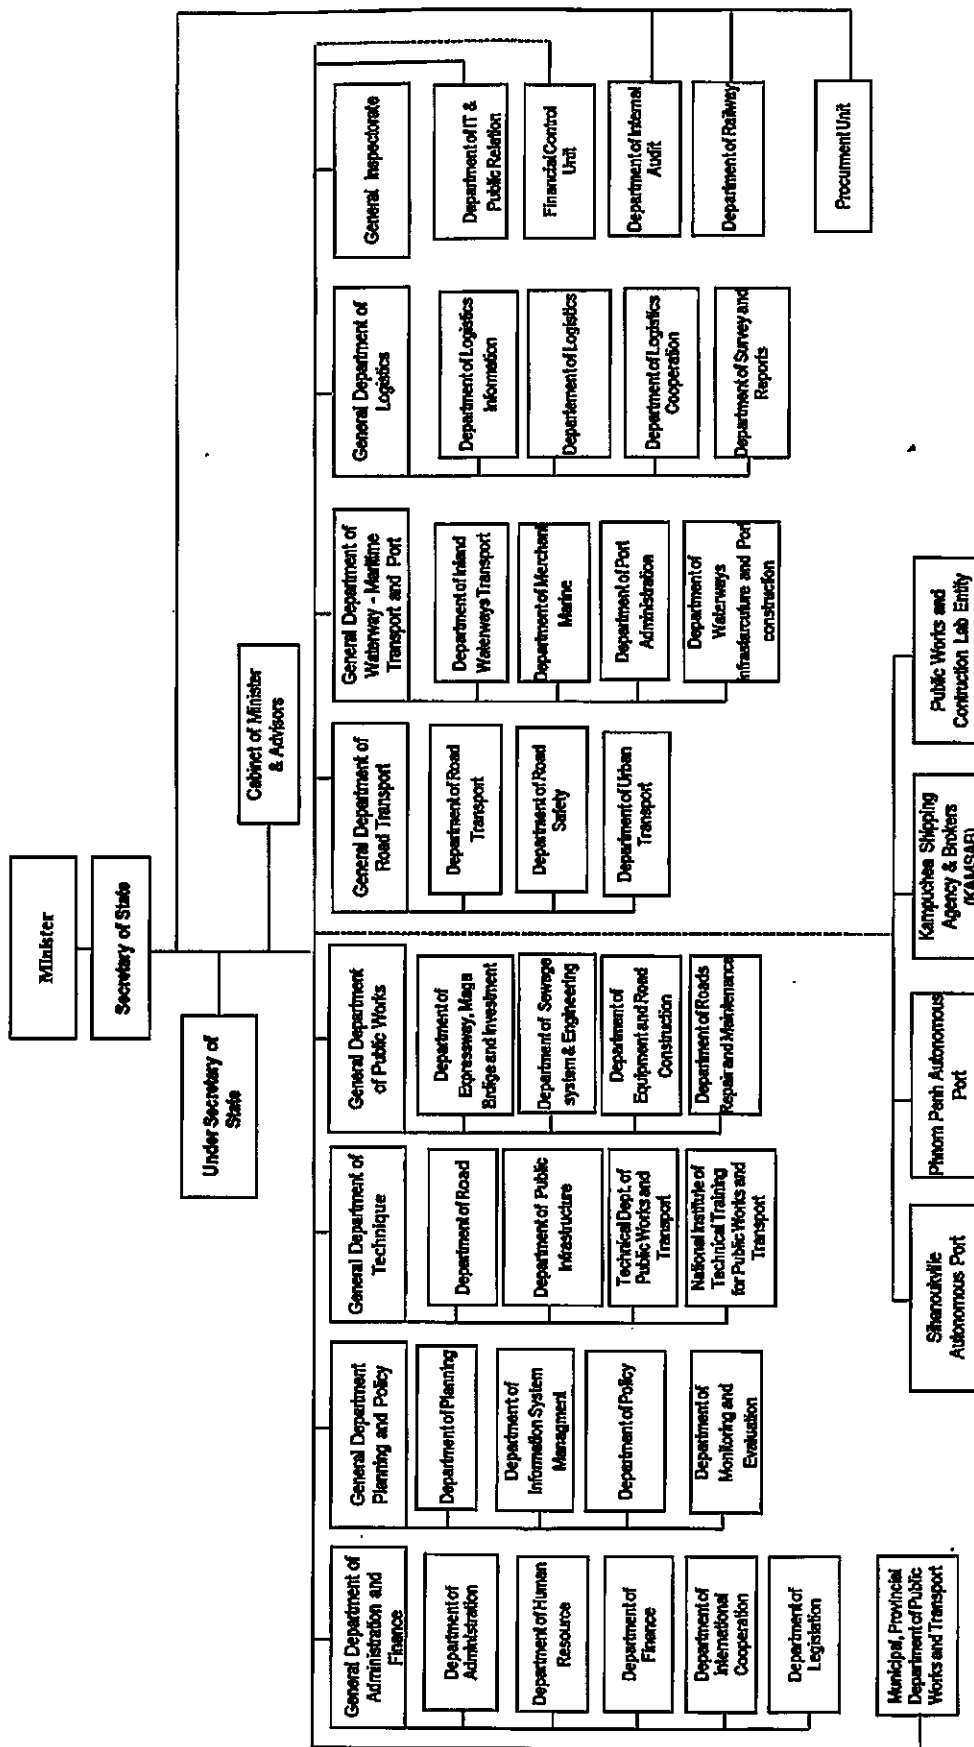 Minister
Secretary of State
Under Secretary of
State
Cabinet of Minister
& Advisors
General Department of
Administration and
Finance
Department of
Administration
Department of Human
Resource
Department of
Finance
Department of
International
Cooperation
Department of
Legislation
Municipal, Provincial
Department of Public
Works and Transport
General Department
Planning and Policy
Department of Planning
Department of
Information System
Managment
Department of Policy
Department of
Monitoring and
Evaluation
General Department of
Technique
Department of Road
Department of Public
Infrastructure
Technical Dept. of
Public Works and
Transport
National Institute of
Technical Training
for Public Works and
Transport
General Department
of Public Works
Department of
Expressway, Maga
Brdige and Investment
Department of Sewage
system & Engineering
Department of
Equipment and Road
Construction
Department of Roads
Repair and Maintenance
General Department of
Road Transport
Department of Road
Transport
Department of Road
Safety
Department of Urban
Transport
General Department of
Waterway - Maritime
Transport and Port
Department of Inland
Waterways Transport
Department of Merchant
Marine
Department of Port
Administration
Department of
Waterways
Infrastarcuture and Port
construction
General Department of
Logistics
Department of Logistics
Information
Departement of Logistics
Department of Logistics
Cooperation
Department of Survey and
Reports
General Inspectorate
Department of IT &
Public Relation
Financial Control
Unit
Department of Internal
Audit
Department of Railway
Procurment Unit
Sihanoukville
Autonomous Port
Phnom Penh Autonomous
Port
Kampuchea Shipping
Agency & Brokers
(KAMSAB)
Public Works and
Contruction Lab Entity